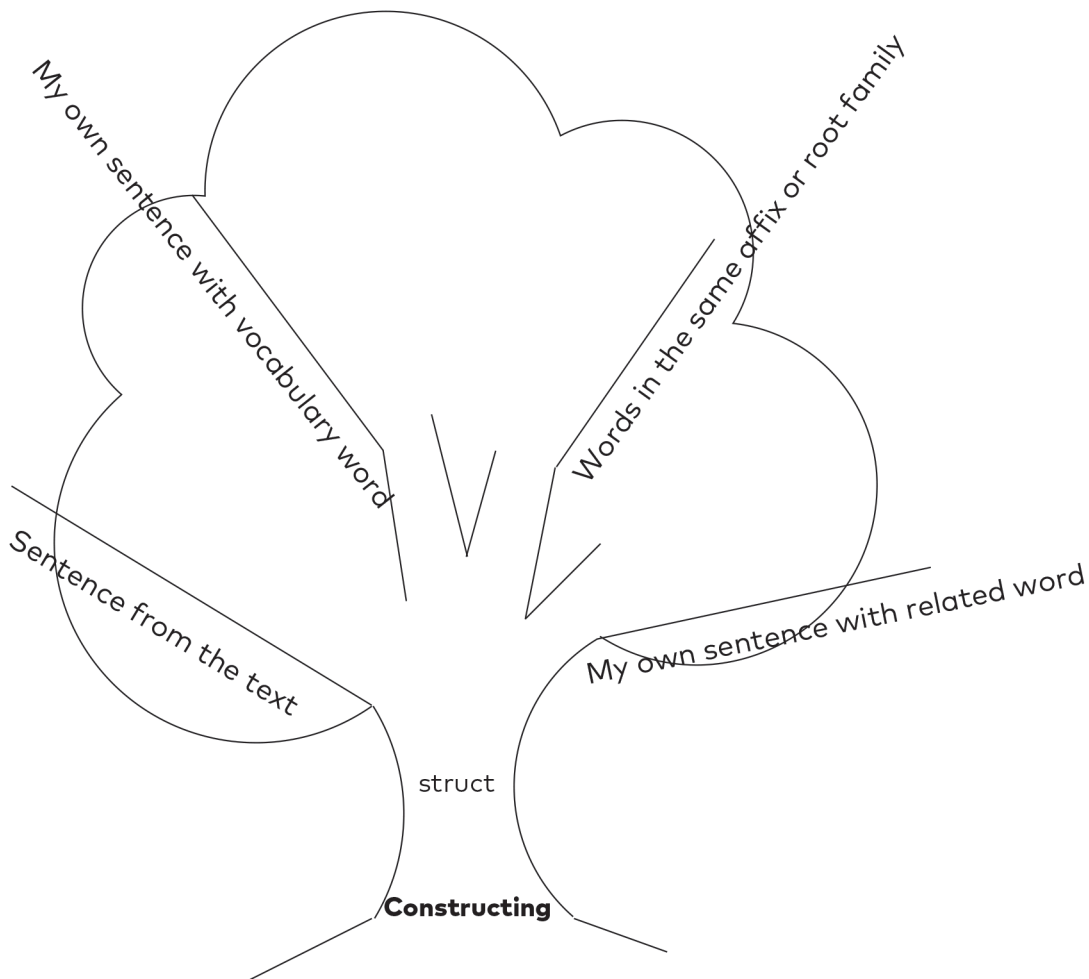 My own sentence with vocabulary word
Words in the same affix or root family
Sentence from the text
My own sentence with related word
struct
Constructing